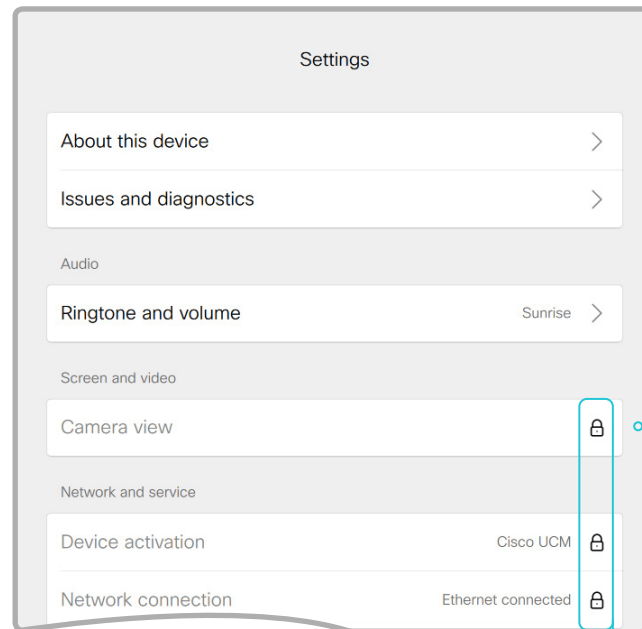 Settings
About this device
Issues and diagnostics
Audio
Ringtone and volume Sunrise
Screen and video
Camera view
Network and service
Device activation Cisco UCM
Network connection Ethernet connected